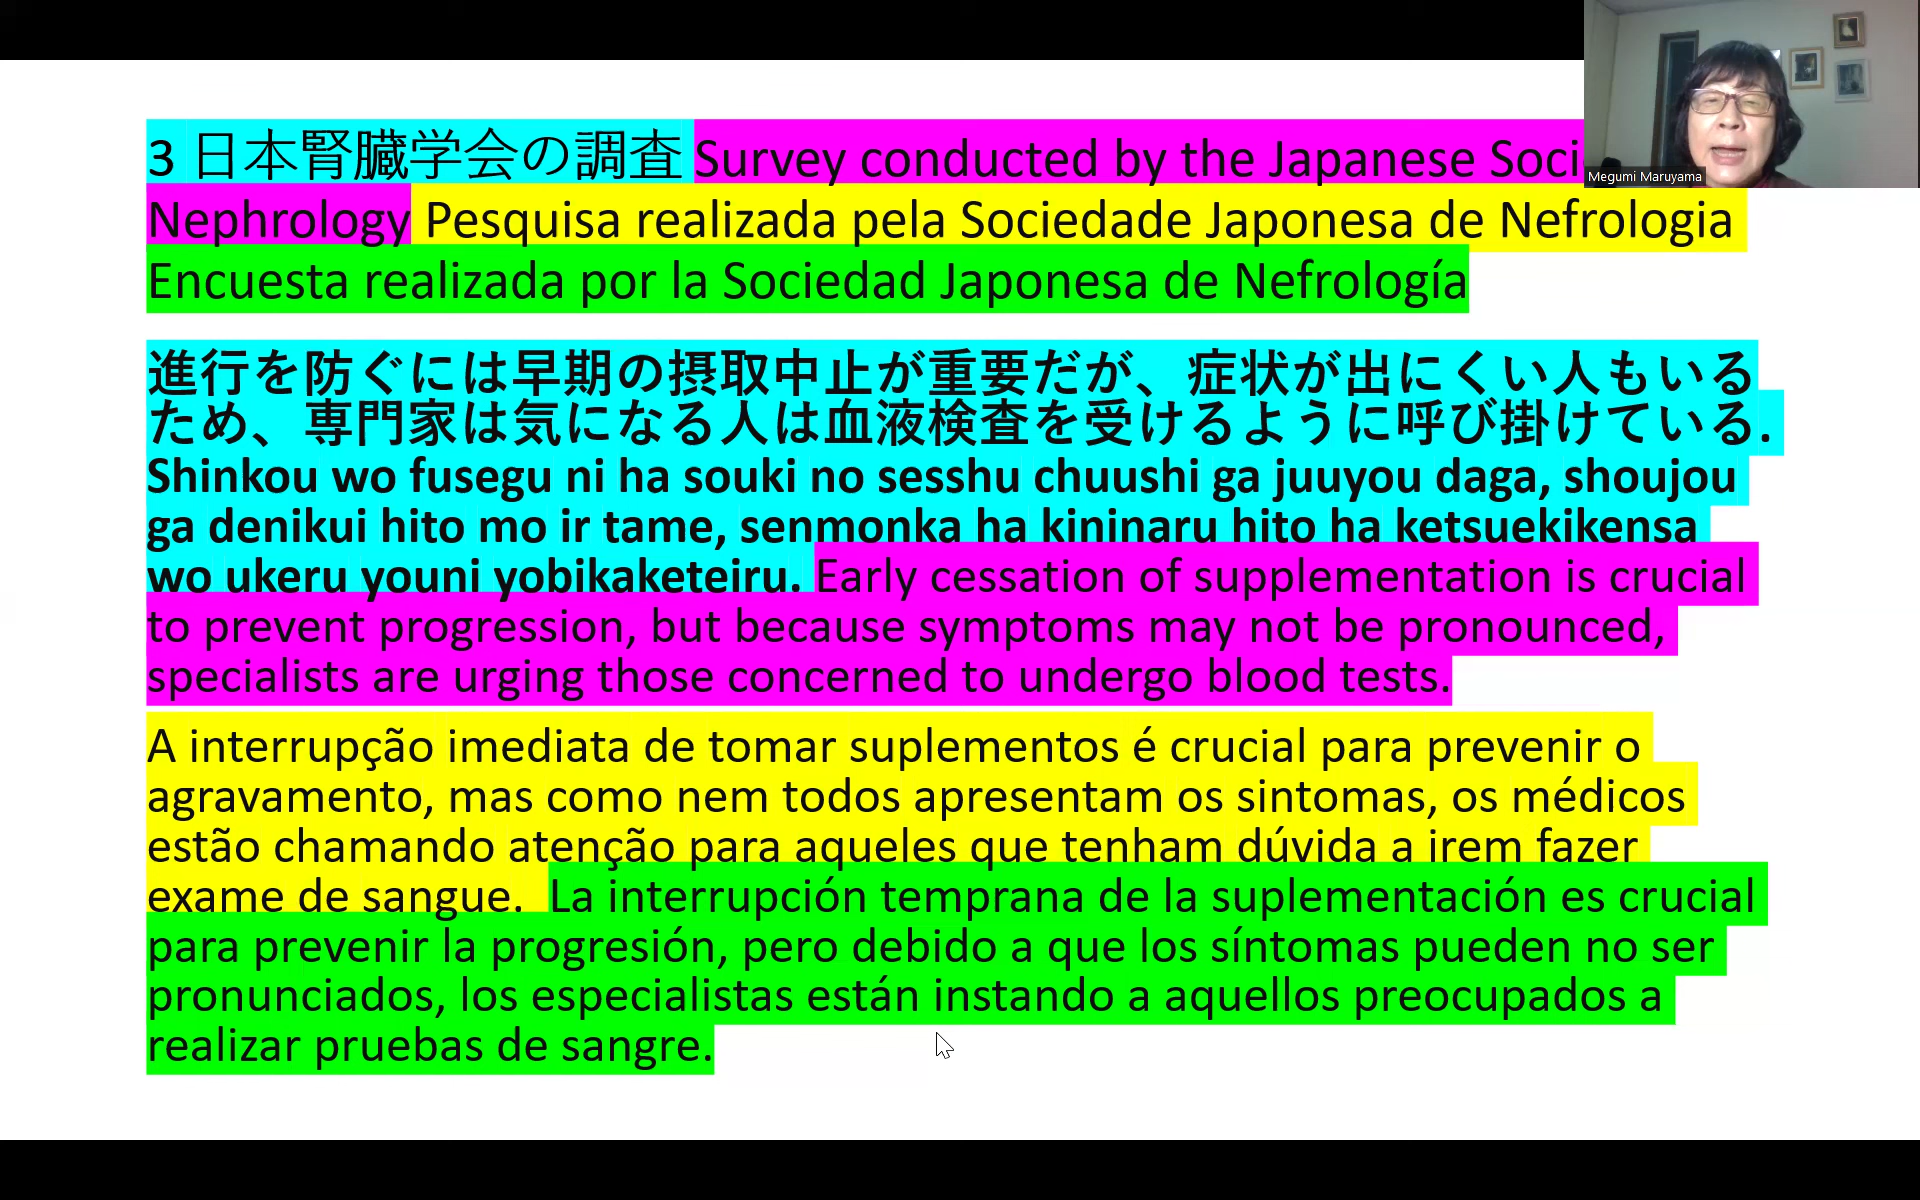 3 日本腎臓学会の調査 Survey conducted by the Japanese Soci
Megumi Maruyama
Nephrology Pesquisa realizada pela Sociedade Japonesa de Nefrologia
Encuesta realizada por la Sociedad Japonesa de Nefrología
進行を防ぐには早期の摂取中止が重要だが、症状が出にくい人もいる
ため、専門家は気になる人は血液検査を受けるように呼び掛けている.
Shinkou wo fusegu ni ha souki no sesshu chuushi ga juuyou daga, shoujou
ga denikui hito mo ir tame, senmonka ha kininaru hito ha ketsuekikensa
wo ukeru youni yobikaketeiru. Early cessation of supplementation is crucial
to prevent progression, but because symptoms may not be pronounced,
specialists are urging those concerned to undergo blood tests.
A interrupção imediata de tomar suplementos é crucial para prevenir o
agravamento, mas como nem todos apresentam os sintomas, os médicos
estão chamando atenção para aqueles que tenham dúvida a irem fazer
exame de sangue. La interrupción temprana de la suplementación es crucial
para prevenir la progresión, pero debido a que los síntomas pueden no ser
pronunciados, los especialistas están instando a aquellos preocupados a
realizar pruebas de sangre.